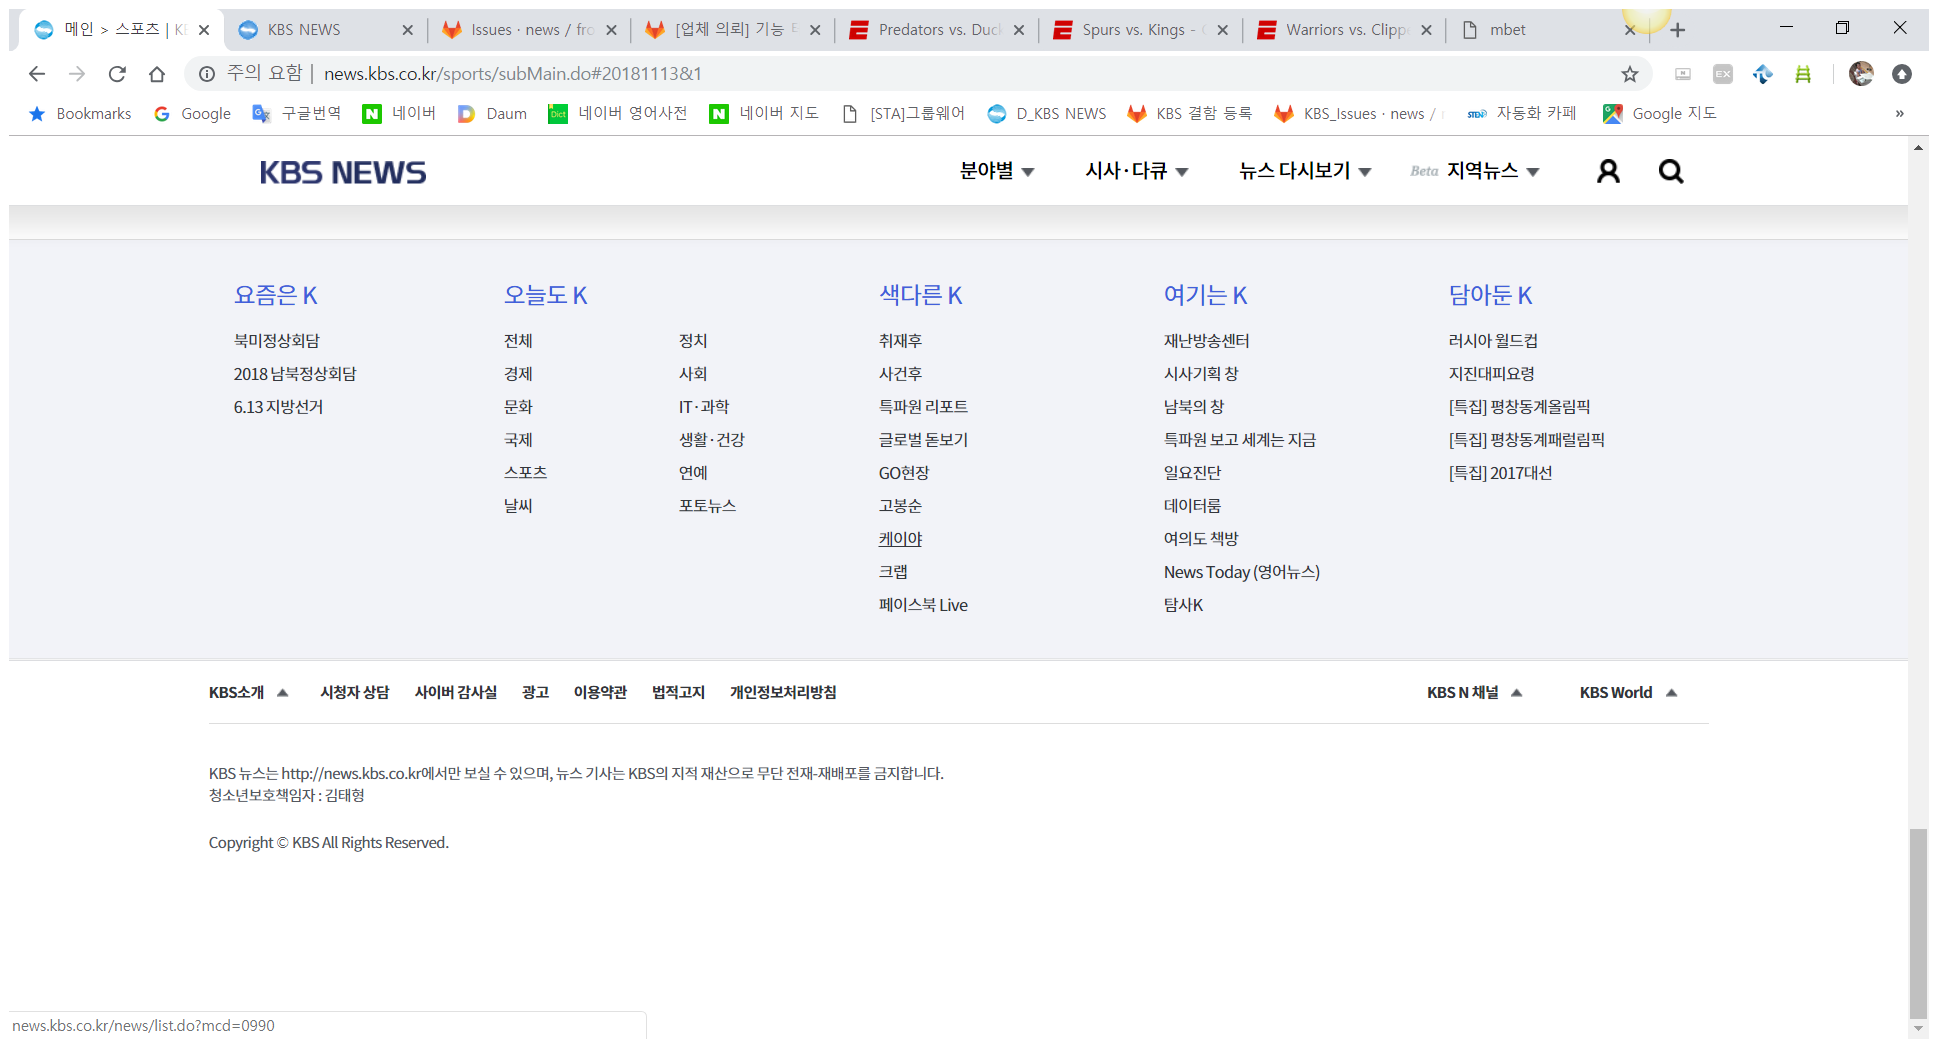 메인 > 스포츠 | KB
KBS NEWS
Issues · news / fro
[업체 의뢰] 기능
Predators vs. Duck
Spurs vs. Kings -
Warriors vs. Clippe
mbet
주의 요함 | news.kbs.co.kr/sports/subMain.do#20181113&1
Bookmarks
Google
구글번역
네이버
Daum
네이버 영어사전
네이버 지도
[STA]그룹웨어
D_KBS NEWS
KBS 결함 등록
KBS_Issues · news /
자동화 카페
Google 지도
»
KBS NEWS
분야별
시사·다큐
뉴스 다시보기
Beta 지역뉴스
요즘은 K
북미정상회담
2018 남북정상회담
6.13 지방선거
오늘도 K
전체
경제
문화
국제
스포츠
날씨
정치
사회
IT·과학
생활·건강
연예
포토뉴스
색다른 K
취재후
사건후
특파원 리포트
글로벌 돋보기
GO현장
고봉순
케이야
크랩
페이스북 Live
여기는 K
재난방송센터
시사기획 창
남북의 창
특파원 보고 세계는 지금
일요진단
데이터룸
여의도 책방
News Today (영어뉴스)
탐사K
담아둔 K
러시아 월드컵
지진대피요령
[특집] 평창동계올림픽
[특집] 평창동계패럴림픽
[특집] 2017대선
KBS소개
시청자 상담
사이버 감사실
광고
이용약관
법적고지
개인정보처리방침
KBS N 채널
KBS World
KBS 뉴스는 http://news.kbs.co.kr에서만 보실 수 있으며, 뉴스 기사는 KBS의 지적 재산으로 무단 전재-재배포를 금지합니다.
청소년보호책임자 : 김태형
Copyright © KBS All Rights Reserved.
news.kbs.co.kr/news/list.do?mcd=0990